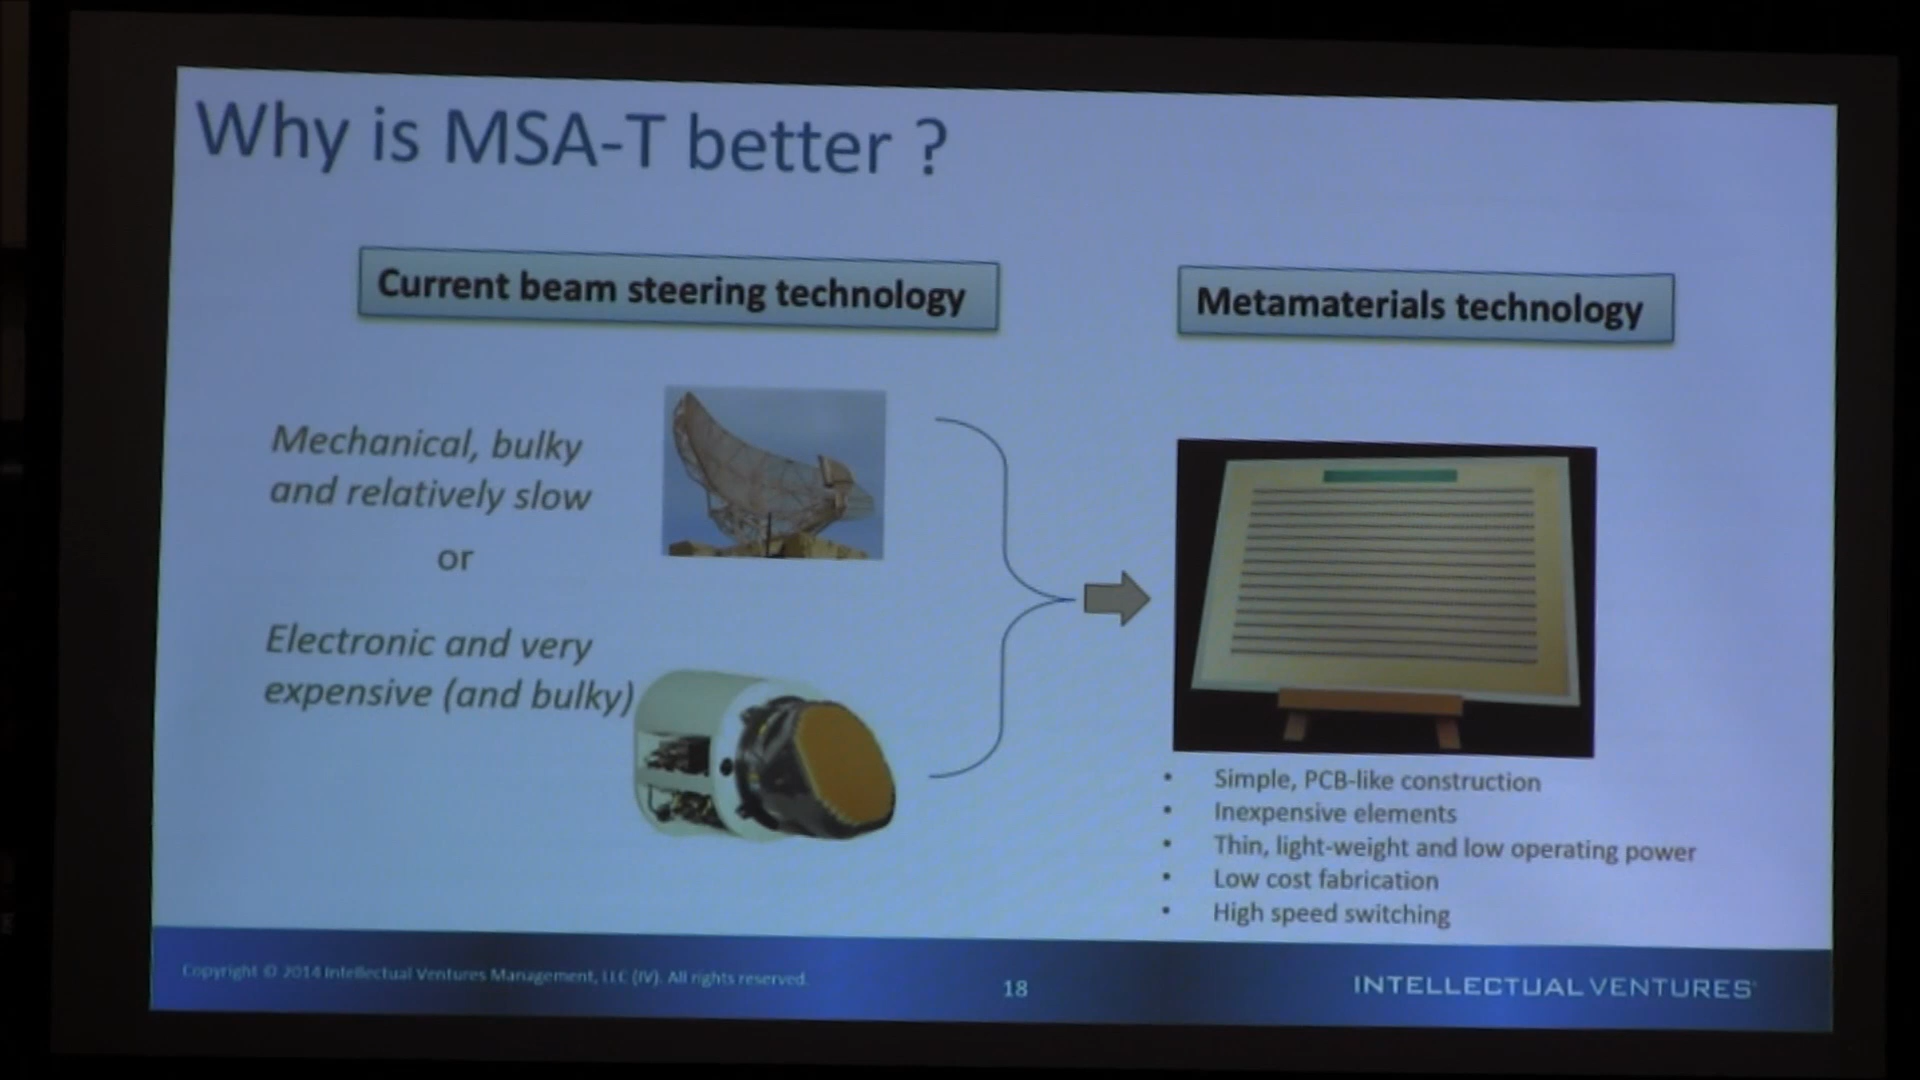 Why is MSA-T better ?
Current beam steering technology
Metamaterials technology
Mechanical, bulky
and relatively slow
or
Electronic and very
expensive (and bulky)
• Simple, PCB-like construction
• Inexpensive elements
• Thin, light-weight and low operating power
• Low cost fabrication
• High speed switching
Copyright © 2014 Intellectual Ventures Management, LLC (IV). All rights reserved.
18
INTELLECTUAL VENTURES